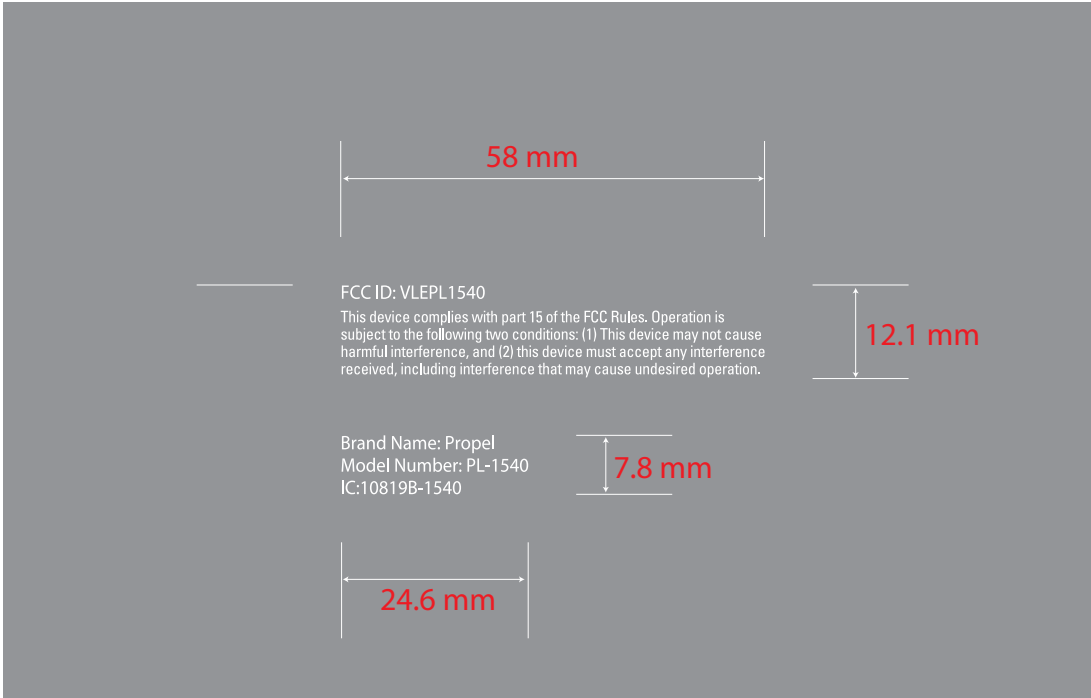 58 mm
FCC ID: VLEPL1540
This device complies with part 15 of the FCC Rules. Operation is
subject to the following two conditions: (1) This device may not cause
harmful interference, and (2) this device must accept any interference
received, including interference that may cause undesired operation.
12.1 mm
Brand Name: Propel
Model Number: PL-1540
IC:10819B-1540
7.8 mm
24.6 mm